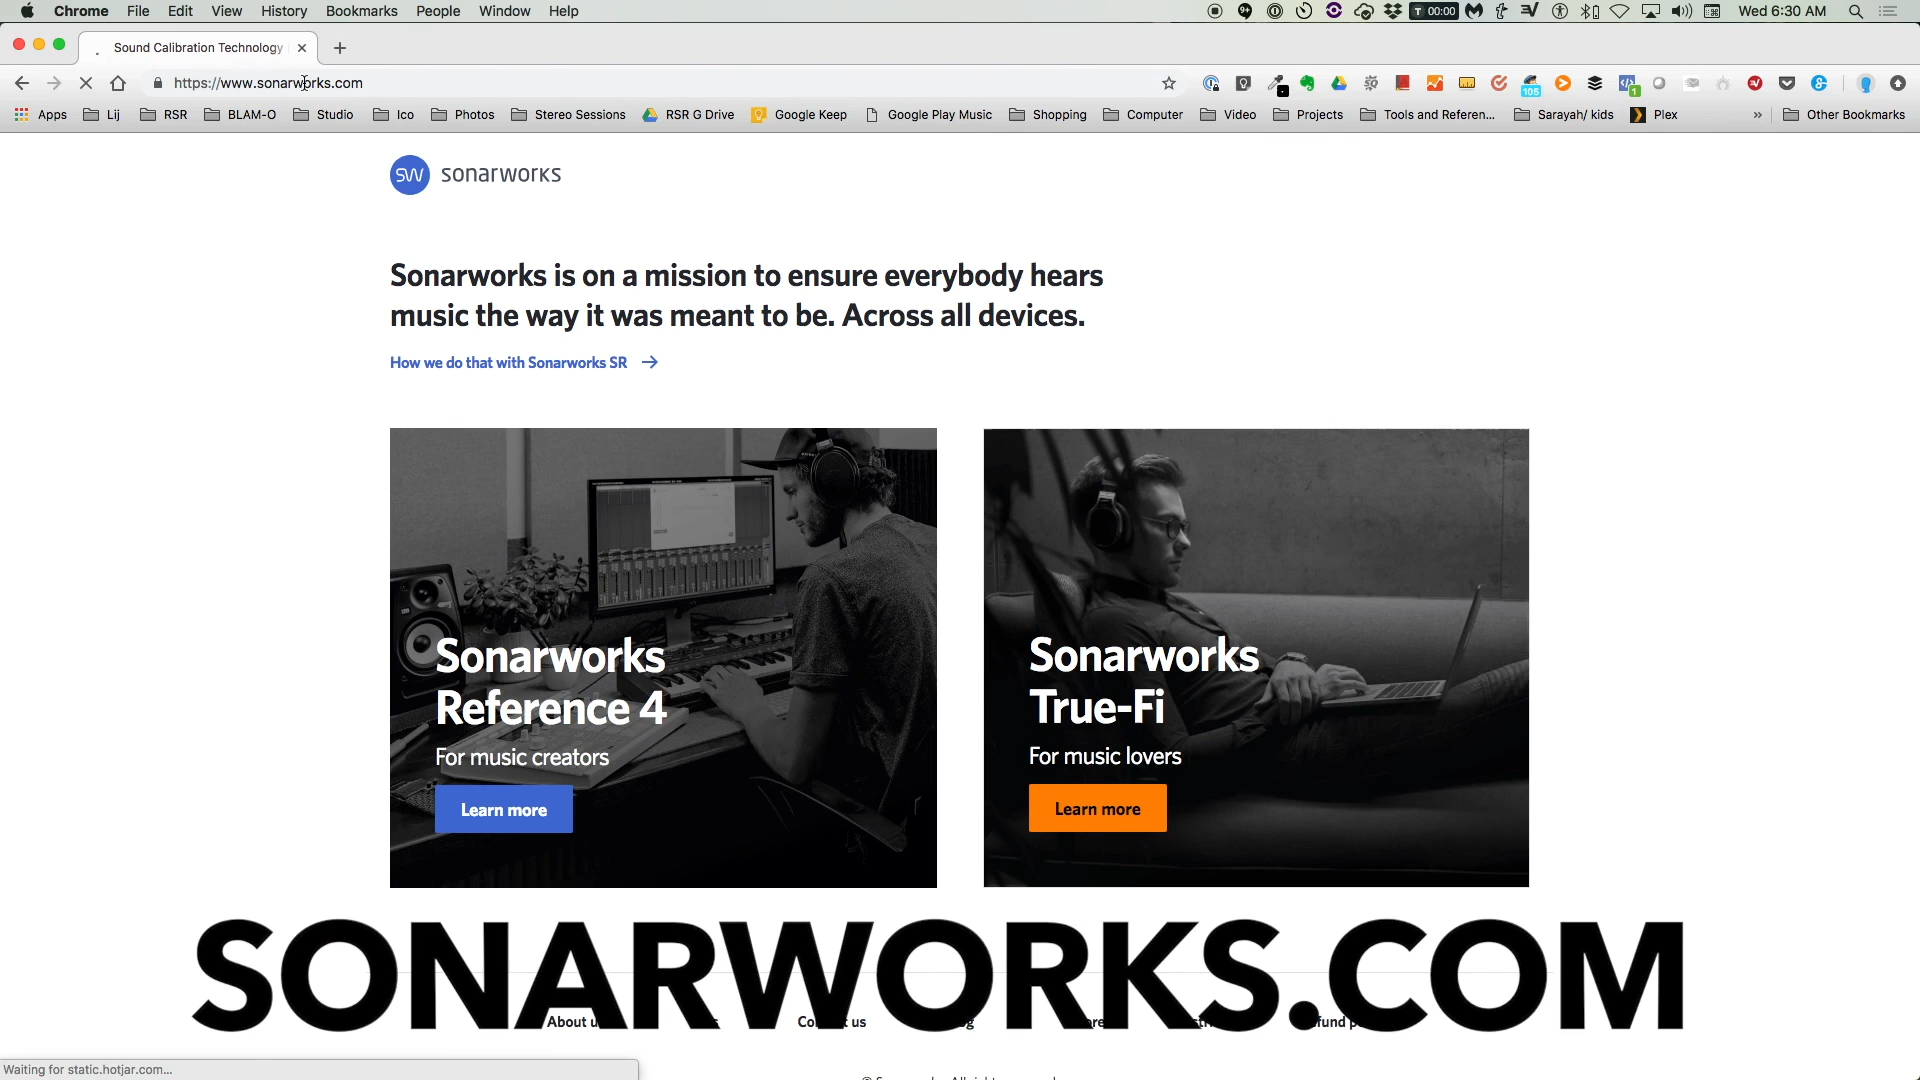 Chrome File Edit View History Bookmarks People Window Help T 00:00 Wed 6:30 AM
Sound Calibration Technology
https://www.sonarworks.com
105 1
Apps Lij RSR BLAM-O Studio Ico Photos Stereo Sessions RSR G Drive Google Keep Google Play Music Shopping Computer Video Projects Tools and Referen... Sarayah/ kids Plex » Other Bookmarks
SW sonarworks
Sonarworks is on a mission to ensure everybody hears
music the way it was meant to be. Across all devices.
How we do that with Sonarworks SR →
Sonarworks
Reference 4
For music creators
Learn more
Sonarworks
True-Fi
For music lovers
Learn more
SONARWORKS.COM
About
Waiting for static.hotjar.com...